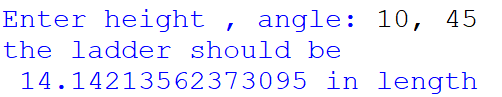 Enter height , angle: 10, 45
the ladder should be
14.14213562373095 in length